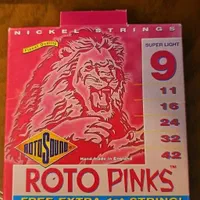 NICKEL STRINGS
SUPER LIGHT
9
11
16
24
32
42
ROTOSOUND
Hand-Made in England
ROTO PINKS™
FREE EXTRA 1ST STRING!